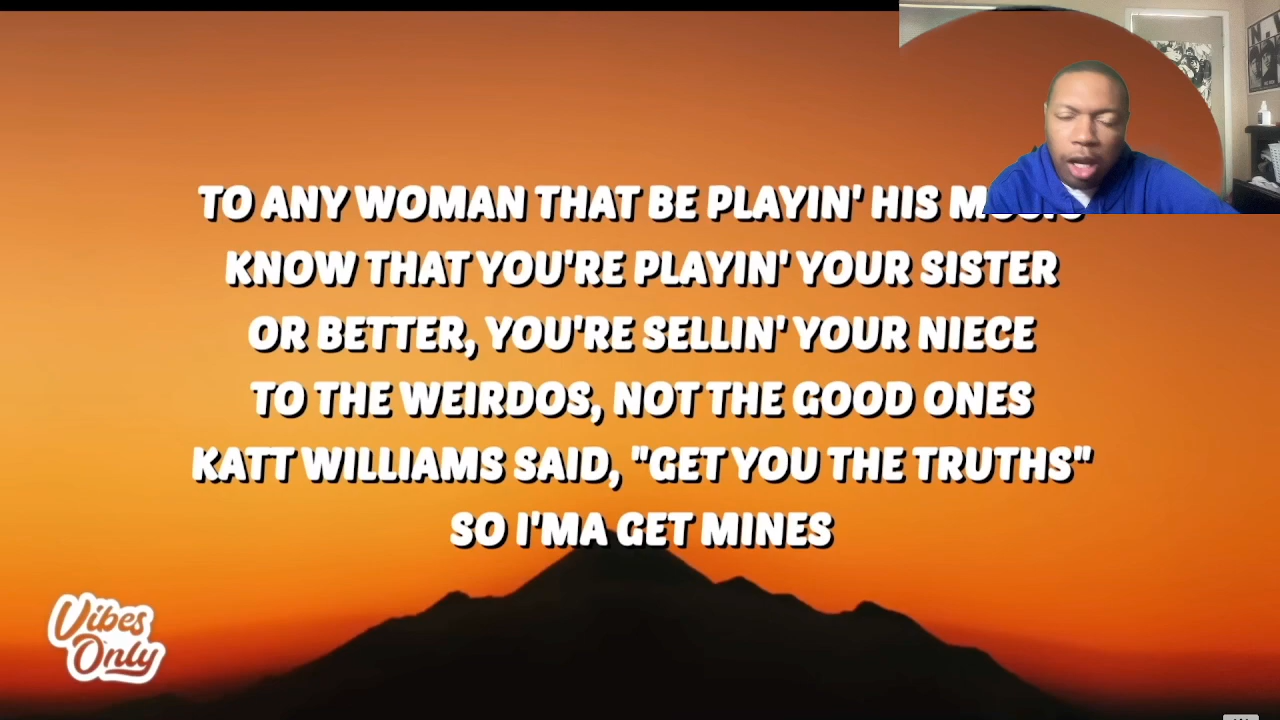 TO ANY WOMAN THAT BE PLAYIN' HIS
KNOW THAT YOU'RE PLAYIN' YOUR SISTER
OR BETTER, YOU'RE SELLIN' YOUR NIECE
TO THE WEIRDOS, NOT THE GOOD ONES
KATT WILLIAMS SAID, "GET YOU THE TRUTHS"
SO I'MA GET MINES
Vibes
Only